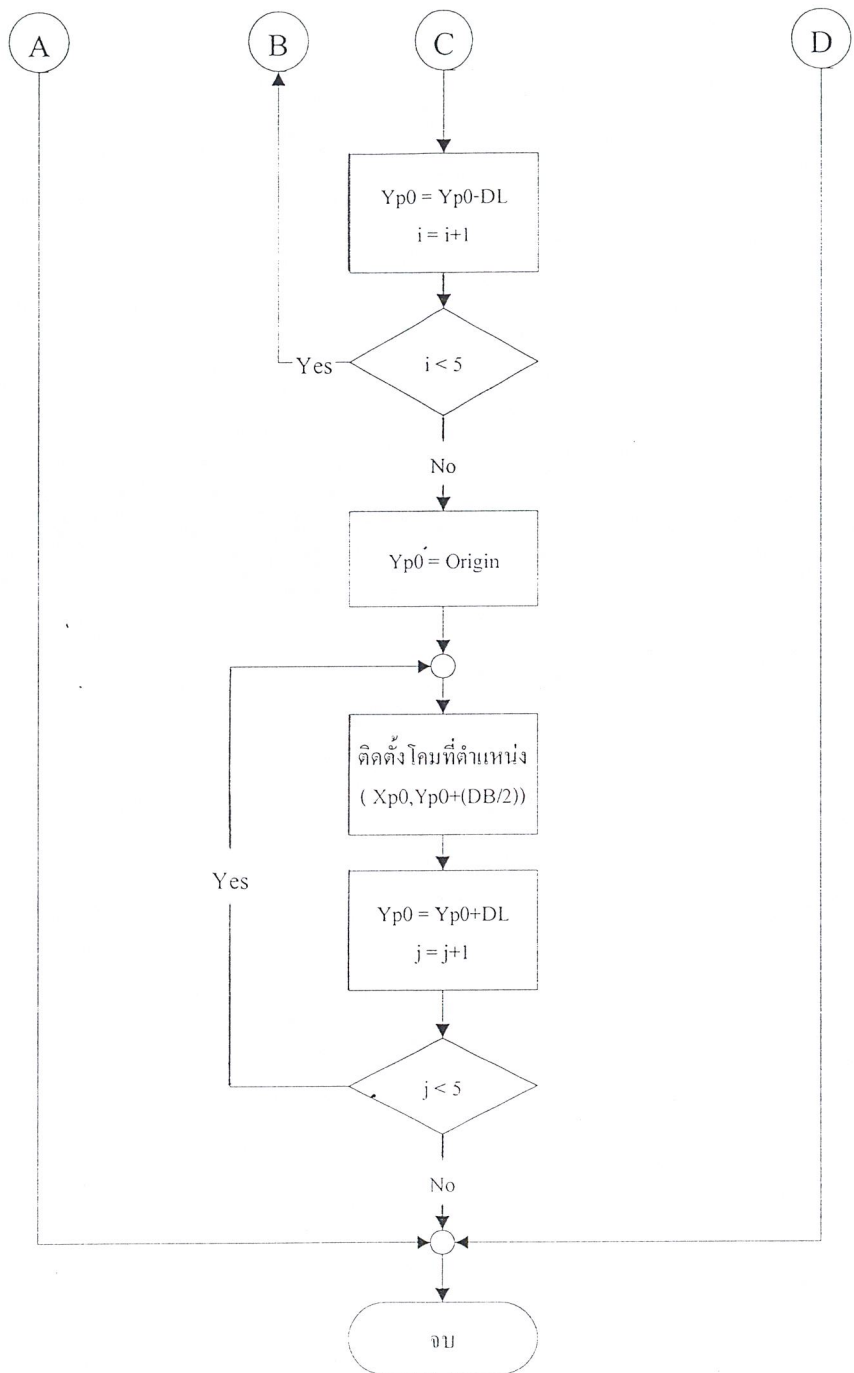 A
B
C
D
Yp0 = Yp0-DL
i = i+1
i < 5
Yes
No
Yp0 = Origin
ติดตั้งโคมที่ตำแหน่ง
( Xp0,Yp0+(DB/2))
Yes
Yp0 = Yp0+DL
j = j+1
j < 5
No
จบ